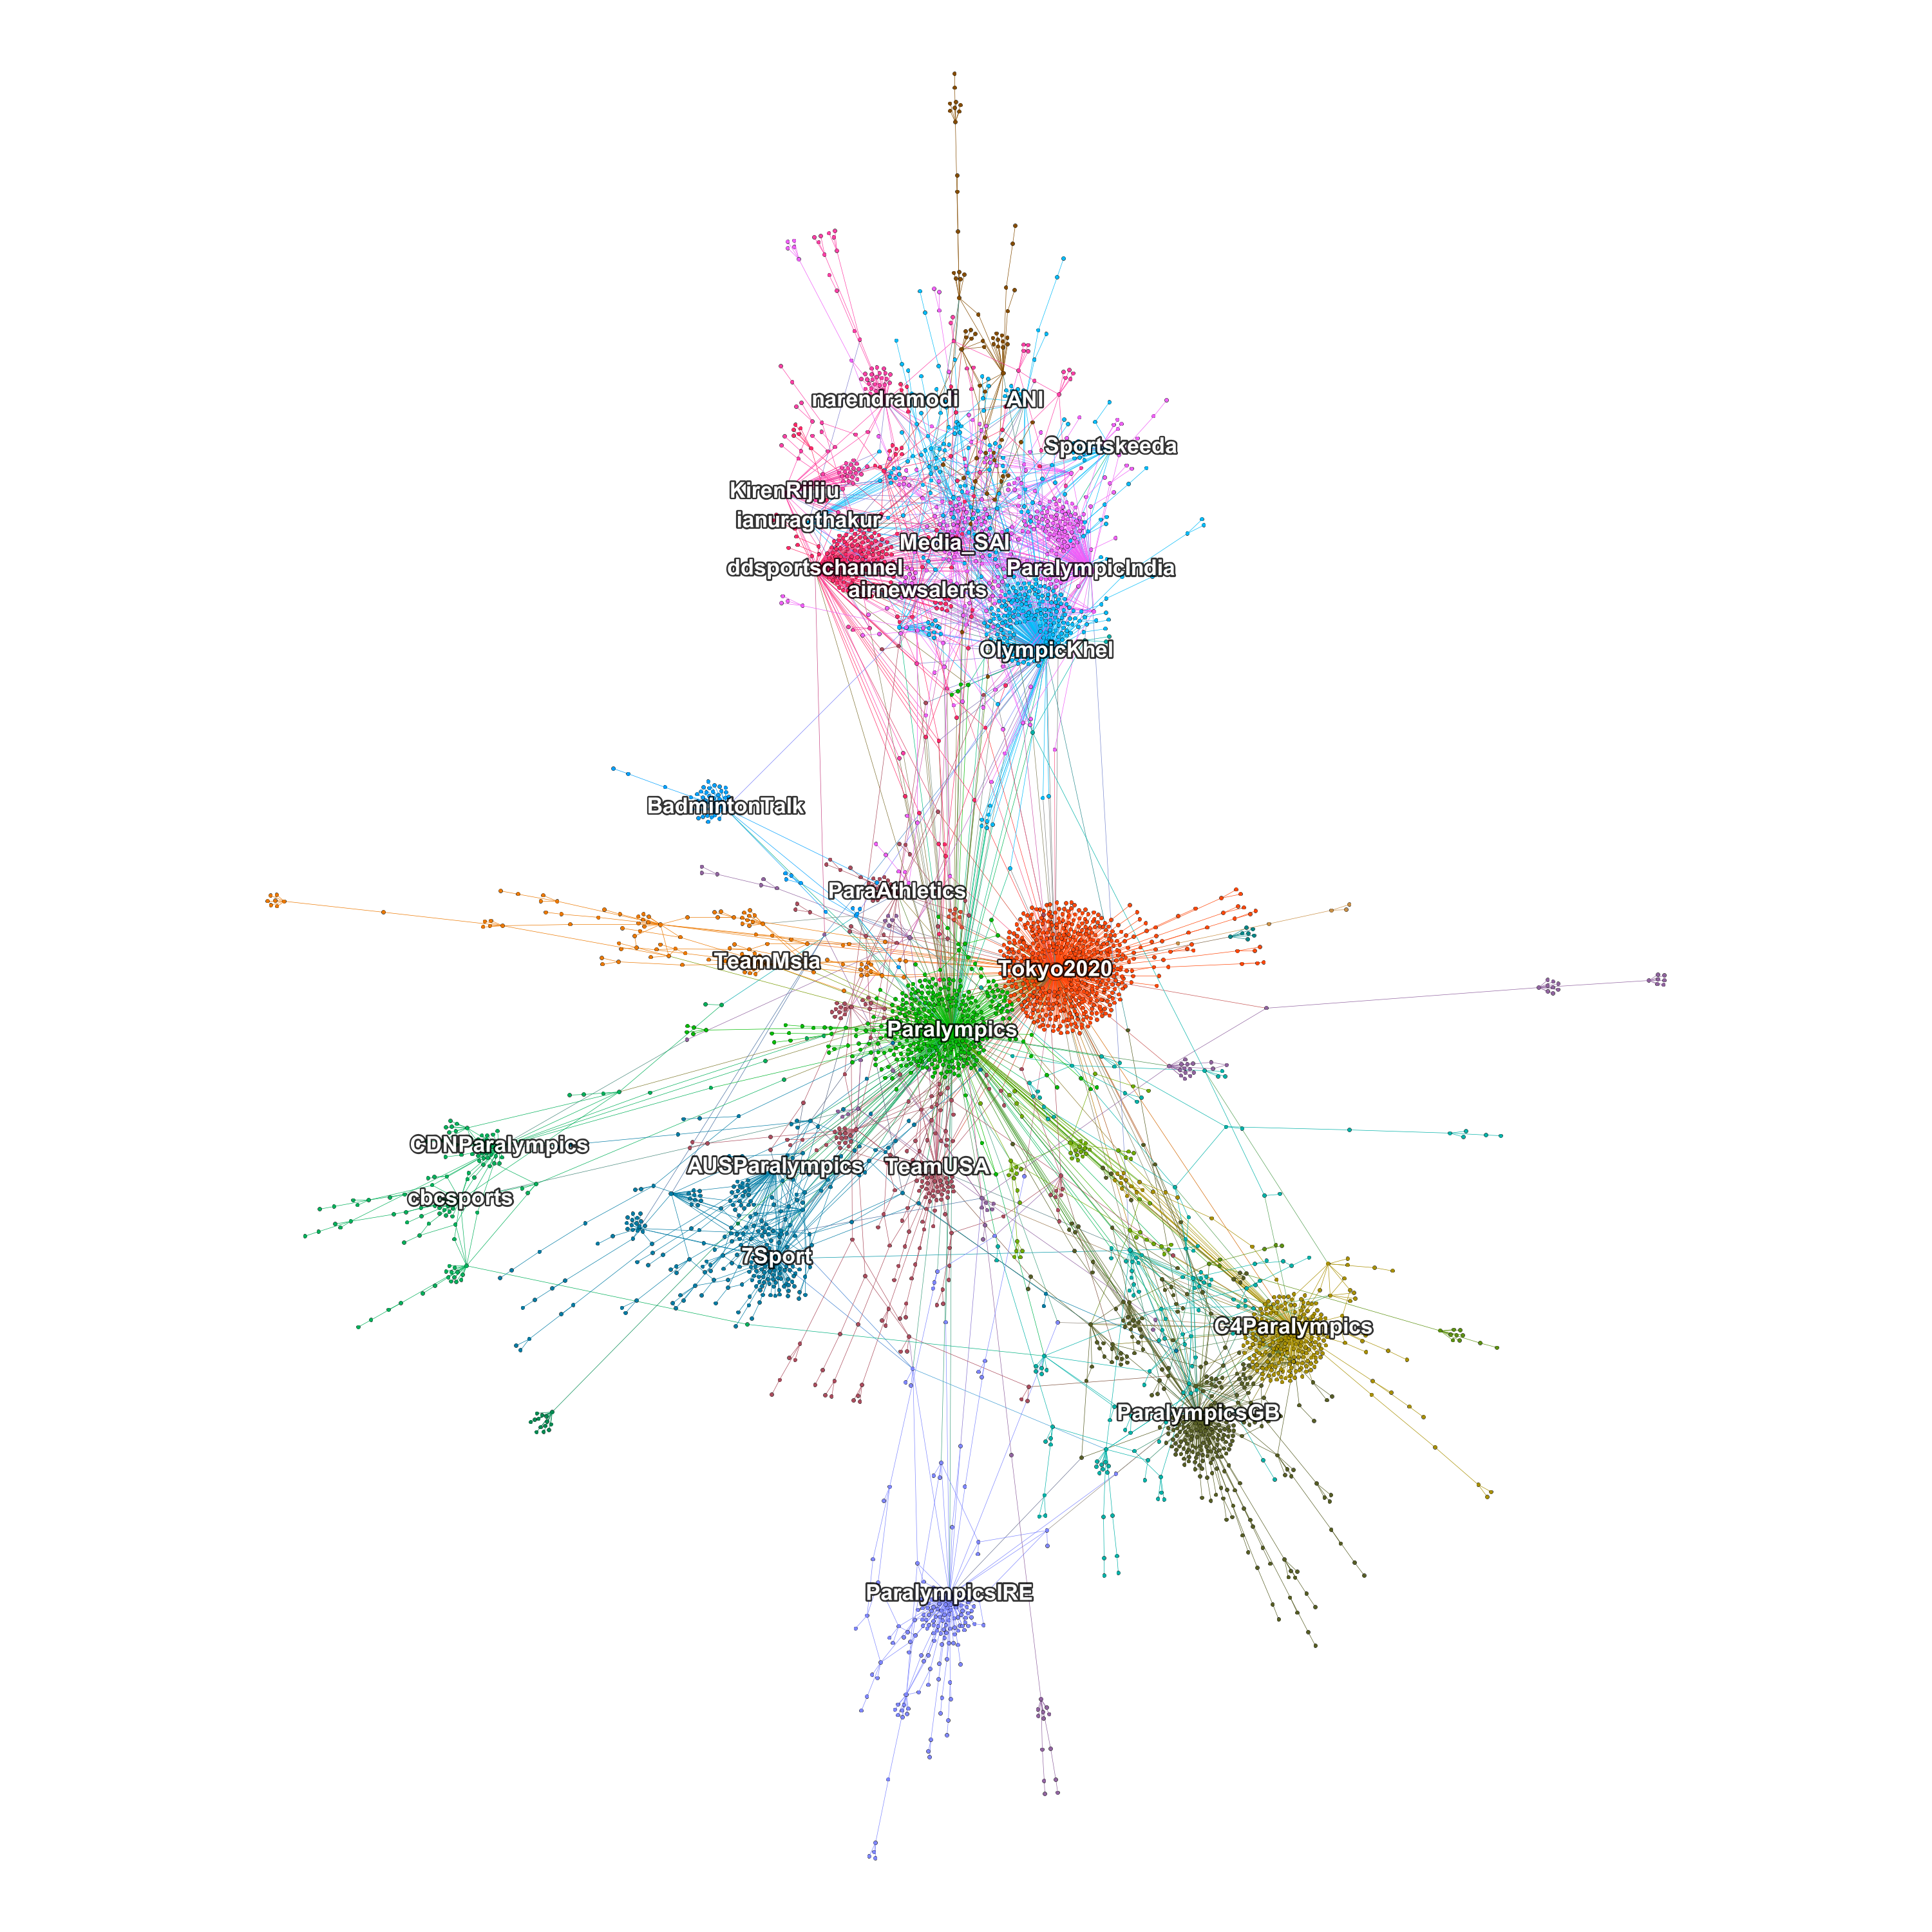 narendramodi
ANI
Sportskeeda
KirenRijiju
ianuragthakur
Media_SAI
ddsportschannel
ParalympicIndia
airnewsalerts
OlympicKhel
BadmintonTalk
ParaAthletics
TeamMsia
Tokyo2020
Paralympics
CDNParalympics
AUSParalympics
TeamUSA
cbcsports
7Sport
C4Paralympics
ParalympicsGB
ParalympicsIRE